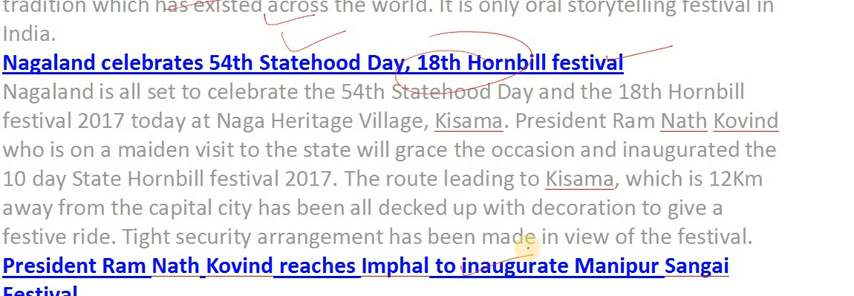 tradition which has existed across the world. It is only oral storytelling festival in
India.
Nagaland celebrates 54th Statehood Day, 18th Hornbill festival
Nagaland is all set to celebrate the 54th Statehood Day and the 18th Hornbill
festival 2017 today at Naga Heritage Village, Kisama. President Ram Nath Kovind
who is on a maiden visit to the state will grace the occasion and inaugurated the
10 day State Hornbill festival 2017. The route leading to Kisama, which is 12Km
away from the capital city has been all decked up with decoration to give a
festive ride. Tight security arrangement has been made in view of the festival.
President Ram Nath Kovind reaches Imphal to inaugurate Manipur Sangai
Festival